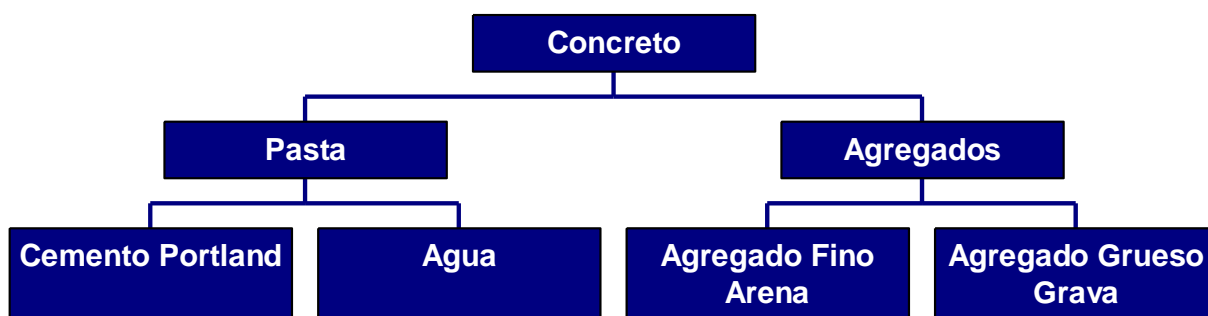 Concreto
Pasta
Agregados
Cemento Portland
Agua
Agregado Fino
Arena
Agregado Grueso
Grava